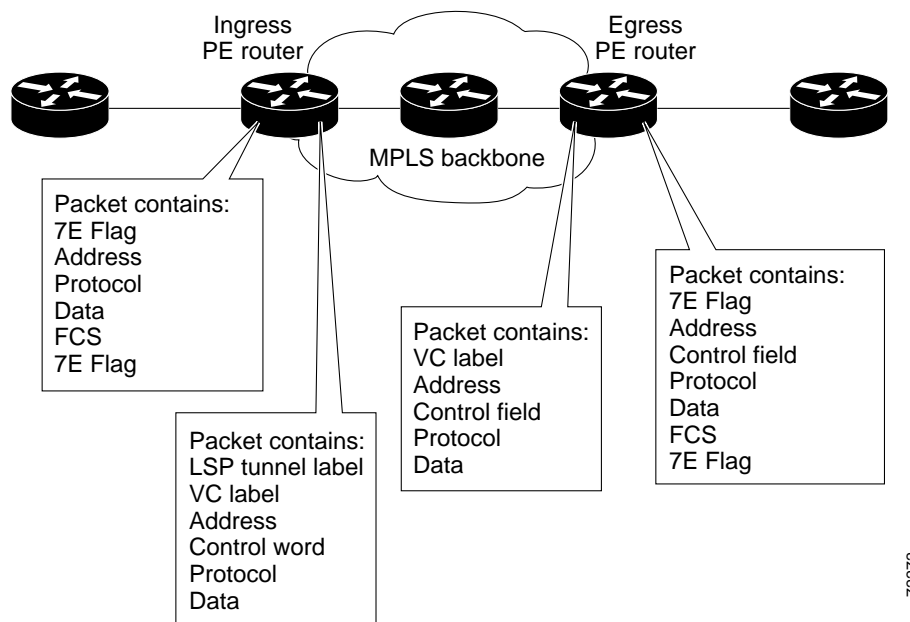 Ingress
PE router
Egress
PE router
MPLS backbone
Packet contains:
7E Flag
Address
Protocol
Data
FCS
7E Flag
Packet contains:
LSP tunnel label
VC label
Address
Control word
Protocol
Data
Packet contains:
VC label
Address
Control field
Protocol
Data
Packet contains:
7E Flag
Address
Control field
Protocol
Data
FCS
7E Flag